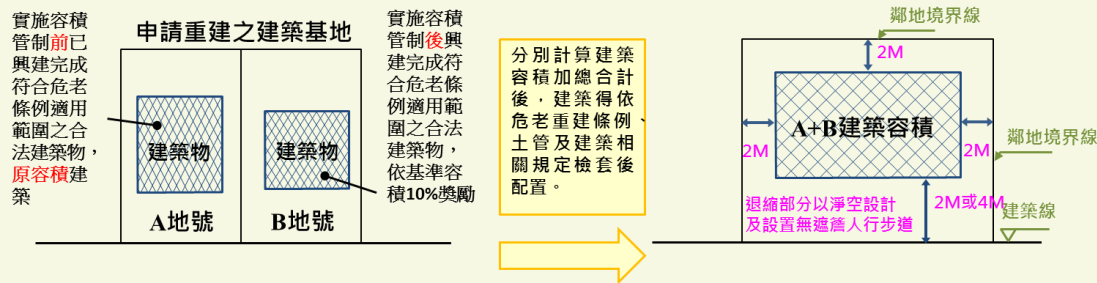 實施容積
管制前已
興建完成
符合危老
條例適用
範圍之合
法建築物，
原容積建
築
申請重建之建築基地
建築物
建築物
A地號
B地號
實施容積
管制後興
建完成符
合危老條
例適用範
圍之合法
建築物，
依基準容
積10%獎勵
分別計算建築
容積加總合計
後，建築得依
危老重建條例、
土管及建築相
關規定檢套後
配置。
鄰地境界線
2M
A+B建築容積
2M
2M
鄰地境界線
退縮部分以淨空設計
及設置無遮簷人行步道
2M或4M
建築線